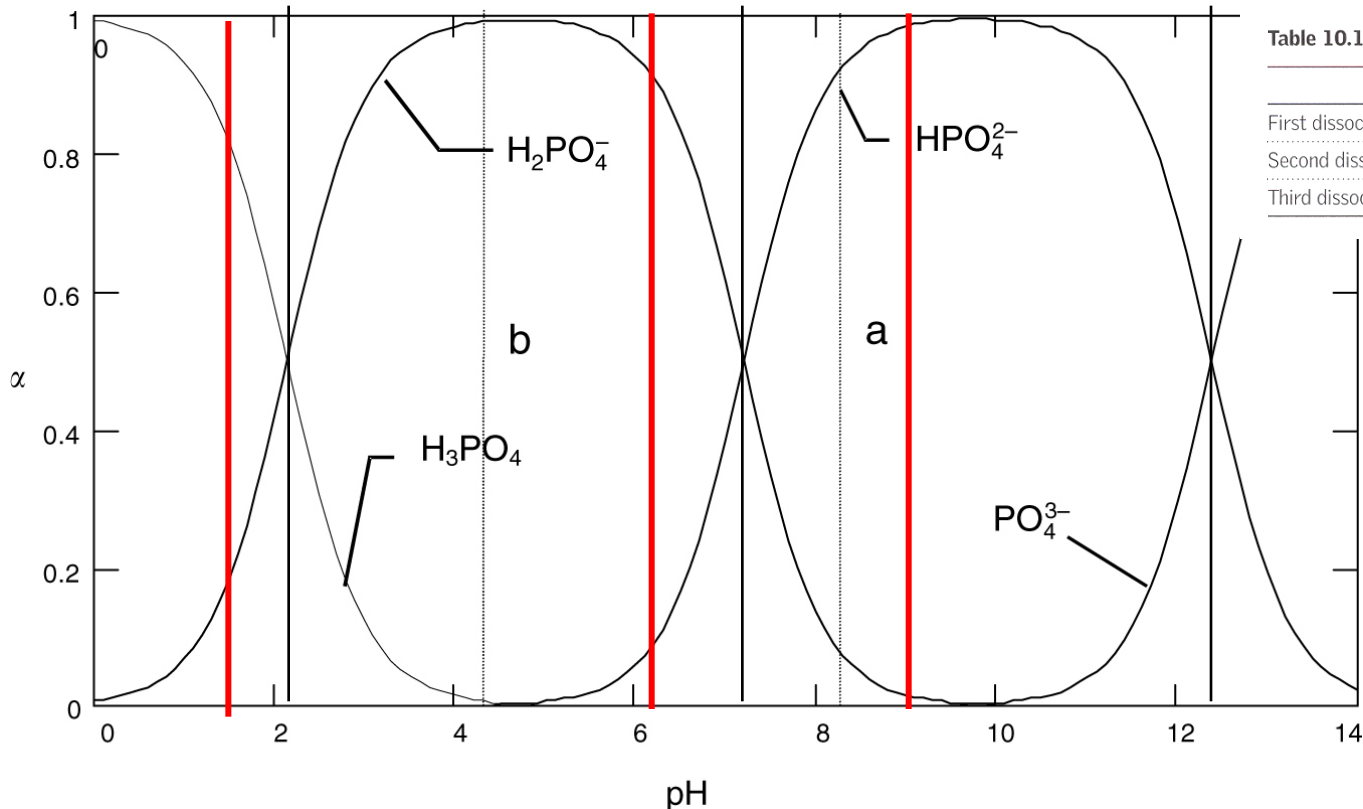 1
0
Table 10.1
First dissoc
Second diss
Third dissoc
0.8
H₂PO₄⁻
HPO₄²⁻
0.6
b
a
α
0.4
H₃PO₄
PO₄³⁻
0.2
0
0 2 4 6 8 10 12 14
pH